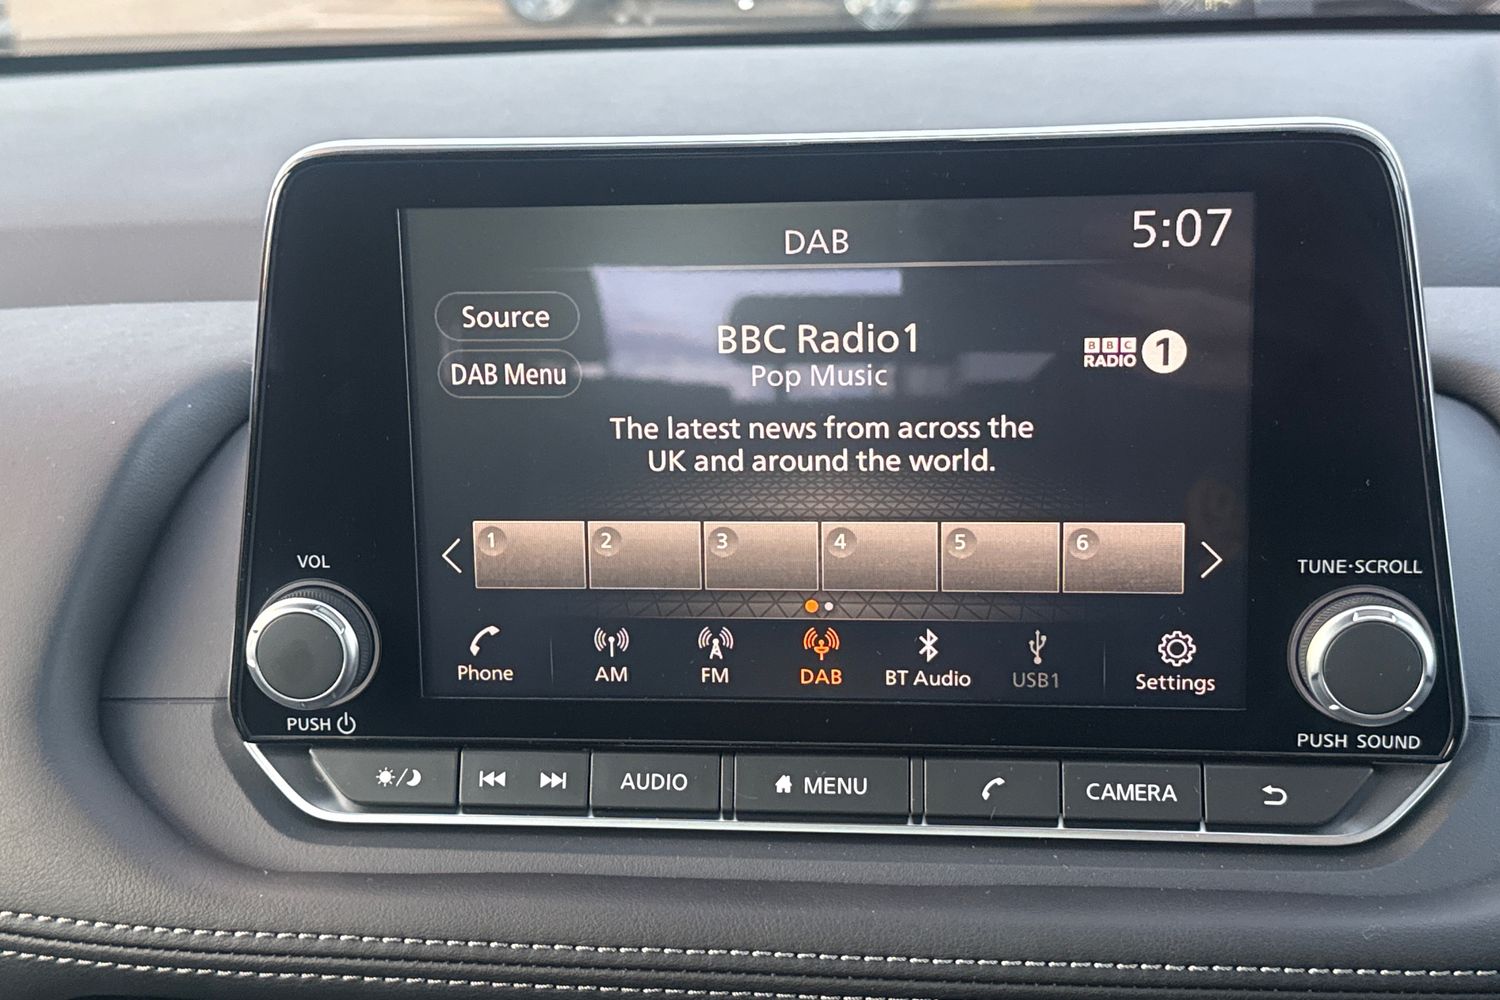 DAB
5:07
Source
DAB Menu
BBC Radio1
Pop Music
BBC
RADIO 1
The latest news from across the
UK and around the world.
1 2 3 4 5 6
Phone AM FM DAB BT Audio USB1 Settings
VOL
PUSH
TUNE·SCROLL
PUSH SOUND
AUDIO MENU CAMERA